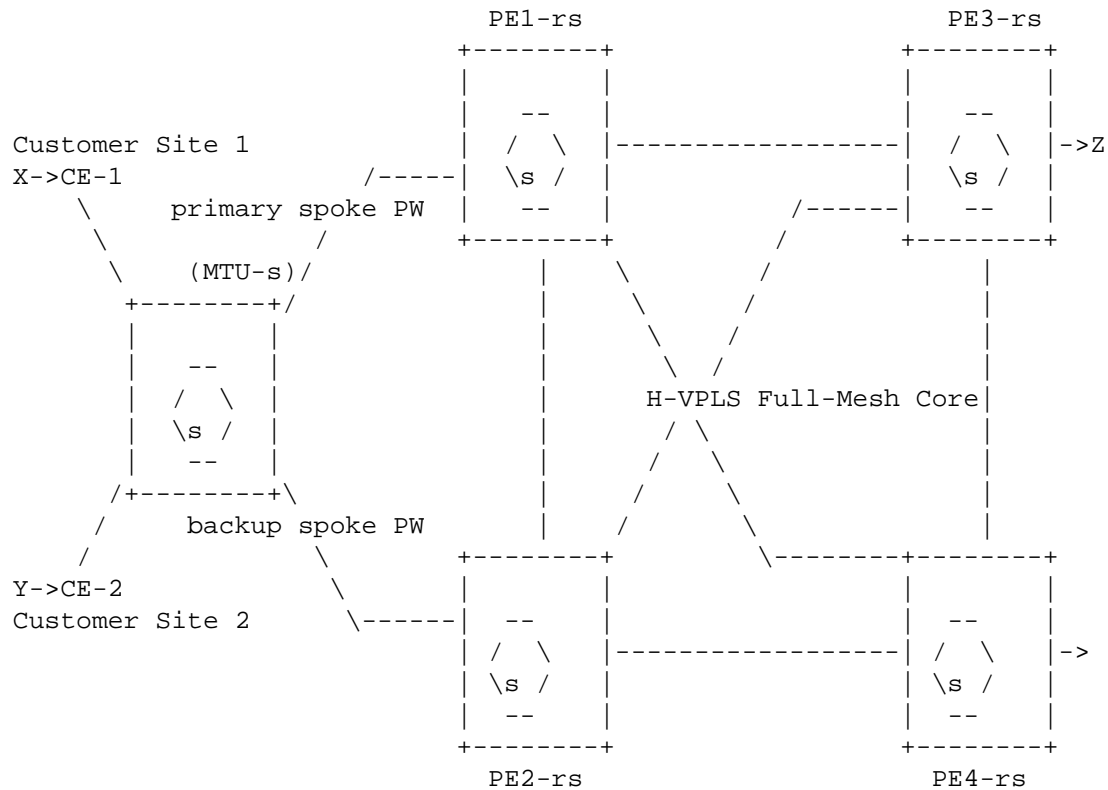 PE1-rs PE3-rs
Customer Site 1
->Z
X->CE-1
s s
primary spoke PW
(MTU-s)
H-VPLS Full-Mesh Core
s
backup spoke PW
Y->CE-2
Customer Site 2
->
s s
PE2-rs PE4-rs